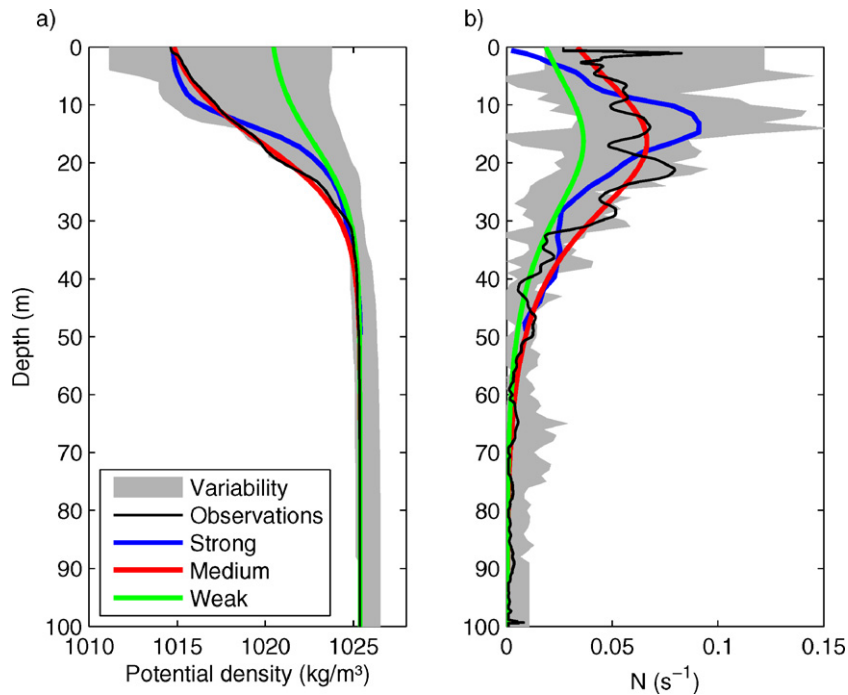 a)
0
10
20
30
40
50
60
70
80
90
100
Depth (m)
1010 1015 1020 1025
Potential density (kg/m³)
Variability
Observations
Strong
Medium
Weak
b)
0
10
20
30
40
50
60
70
80
90
100
0 0.05 0.1 0.15
N (s⁻¹)